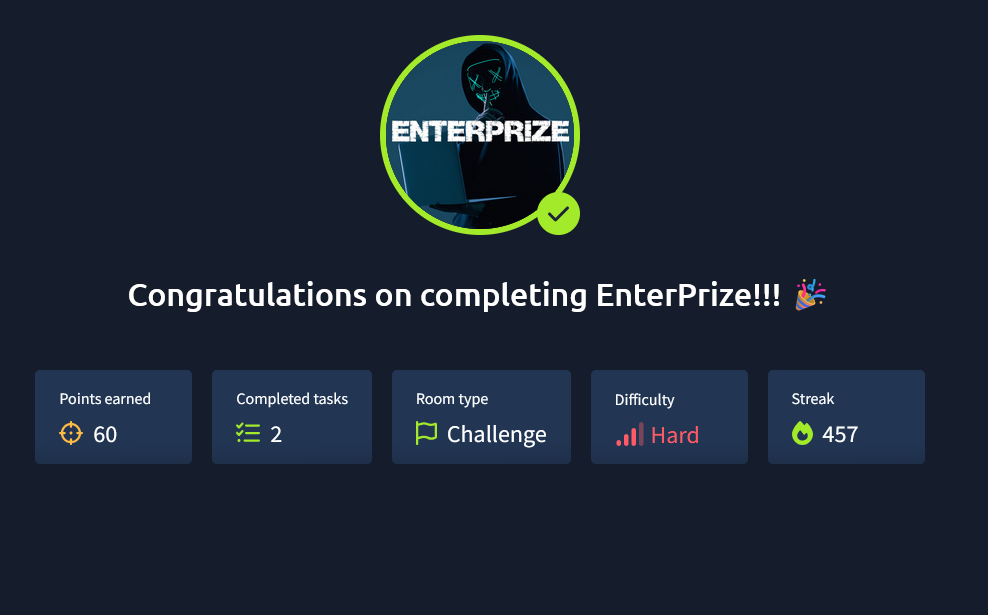 ENTERPRiZE
Congratulations on completing EnterPrize!!! 🎉
Points earned
60
Completed tasks
2
Room type
Challenge
Difficulty
Hard
Streak
457